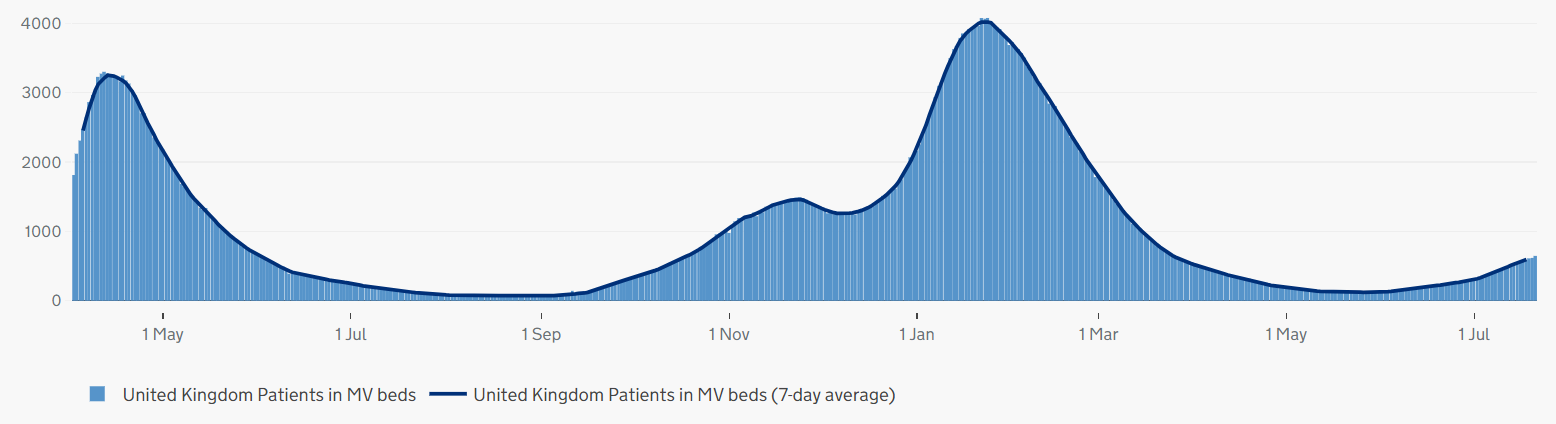 4000
3000
2000
1000
0
1 May
1 Jul
1 Sep
1 Nov
1 Jan
1 Mar
1 May
1 Jul
United Kingdom Patients in MV beds
United Kingdom Patients in MV beds (7-day average)